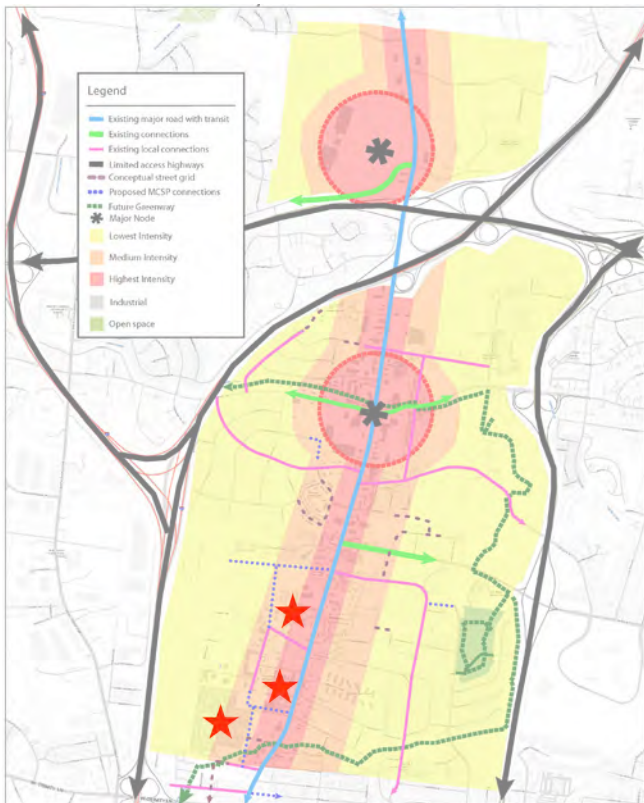 Legend
Existing major road with transit
Existing connections
Existing local connections
Limited access highways
Conceptual street grid
Proposed MCSP connections
Future Greenway
Major Node
Lowest Intensity
Medium Intensity
Highest Intensity
Industrial
Open space